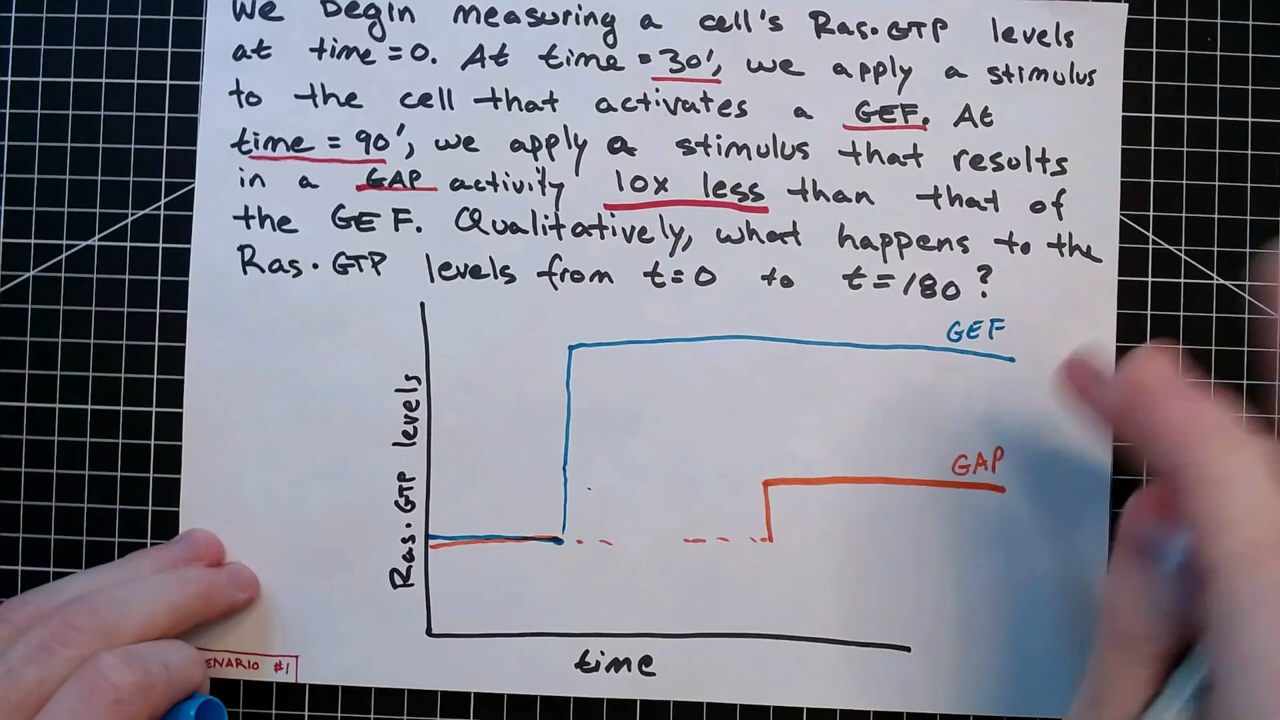 We begin measuring a cell's Ras·GTP levels
at time=0. At time = 30', we apply a stimulus
to the cell that activates a GEF. At
time = 90', we apply a stimulus that results
in a GAP activity 10x less than that of
the GEF. Qualitatively, what happens to the
Ras·GTP levels from t=0 to t=180?
GEF
GAP
Ras·GTP levels
time
ENARIO #1